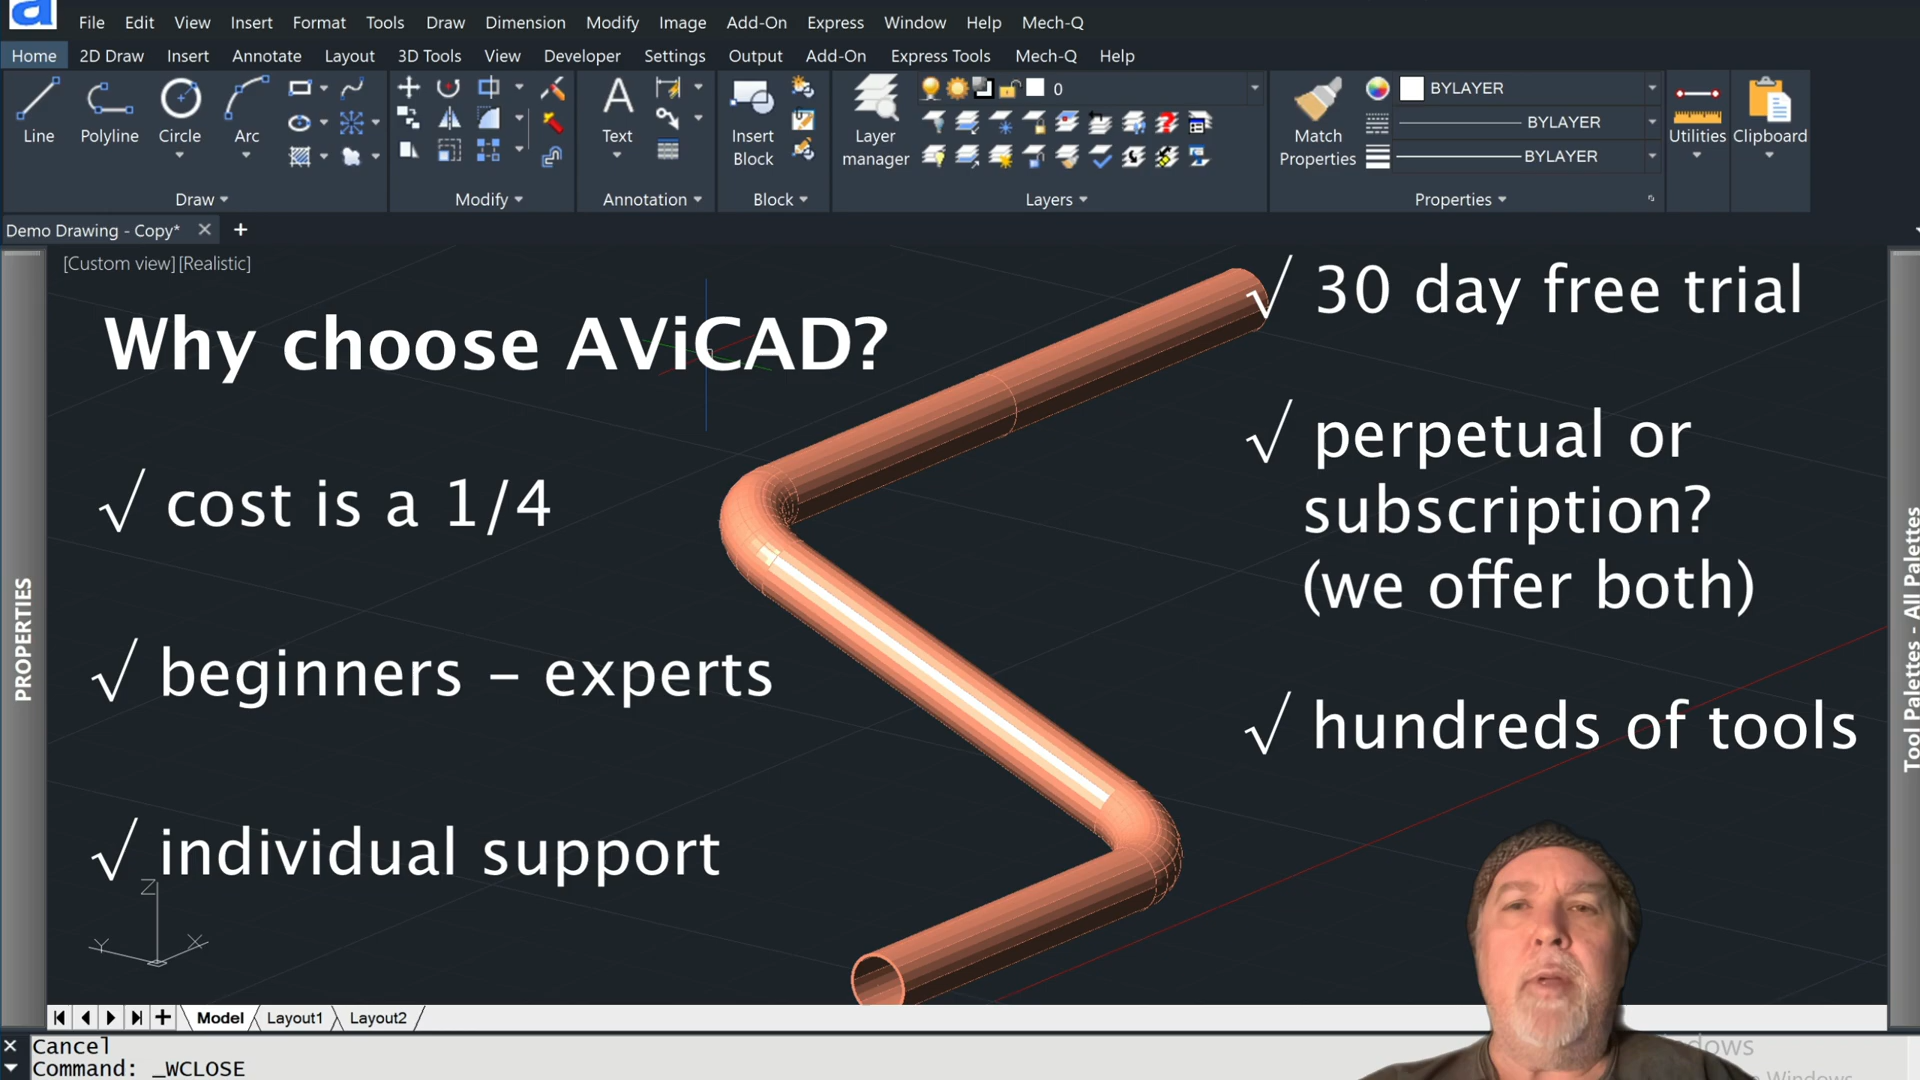 File Edit View Insert Format Tools Draw Dimension Modify Image Add-On Express Window Help Mech-Q
Home 2D Draw Insert Annotate Layout 3D Tools View Developer Settings Output Add-On Express Tools Mech-Q Help
0
BYLAYER
BYLAYER
BYLAYER
Line Polyline Circle Arc
Text
Insert Block
Layer manager
Match Properties
Utilities Clipboard
Draw Modify Annotation Block Layers Properties
Demo Drawing - Copy*
[Custom view] [Realistic]
PROPERTIES
Why choose AViCAD?
√ cost is a 1/4
√ beginners – experts
√ individual support
√ 30 day free trial
√ perpetual or
subscription?
(we offer both)
√ hundreds of tools
Tool Palettes - All Palettes
Z
Y X
Model Layout1 Layout2
Cancel
Command: _WCLOSE
Windows